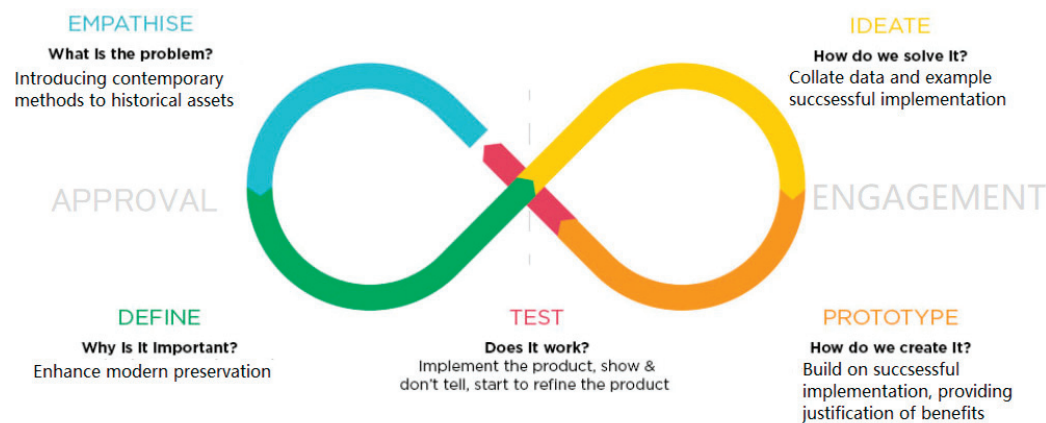 EMPATHISE
What Is the problem?
Introducing contemporary
methods to historical assets
IDEATE
How do we solve It?
Collate data and example
succsessful implementation
APPROVAL
ENGAGEMENT
DEFINE
Why Is It Important?
Enhance modern preservation
TEST
Does It work?
Implement the product, show &
don't tell, start to refine the product
PROTOTYPE
How do we create It?
Build on succsessful
implementation, providing
justification of benefits